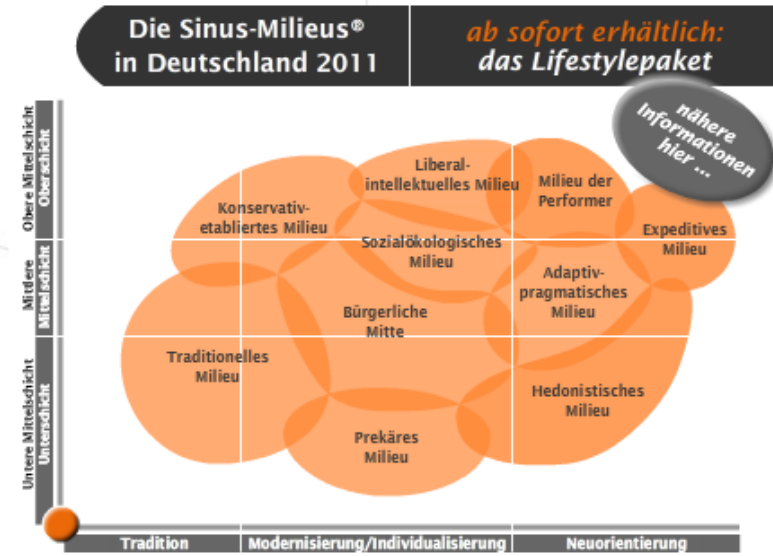 Die Sinus-Milieus®
in Deutschland 2011
ab sofort erhältlich:
das Lifestylepaket
nähere
Informationen
hier ...
Obere Mittelschicht
Oberschicht
Mittlere
Mittelschicht
Untere Mittelschicht
Unterschicht
Liberal-
intellektuelles Milieu
Milieu der
Performer
Konservativ-
etabliertes Milieu
Expeditives
Milieu
Sozialökologisches
Milieu
Adaptiv-
pragmatisches
Milieu
Bürgerliche
Mitte
Traditionelles
Milieu
Hedonistisches
Milieu
Prekäres
Milieu
Tradition
Modernisierung/Individualisierung
Neuorientierung